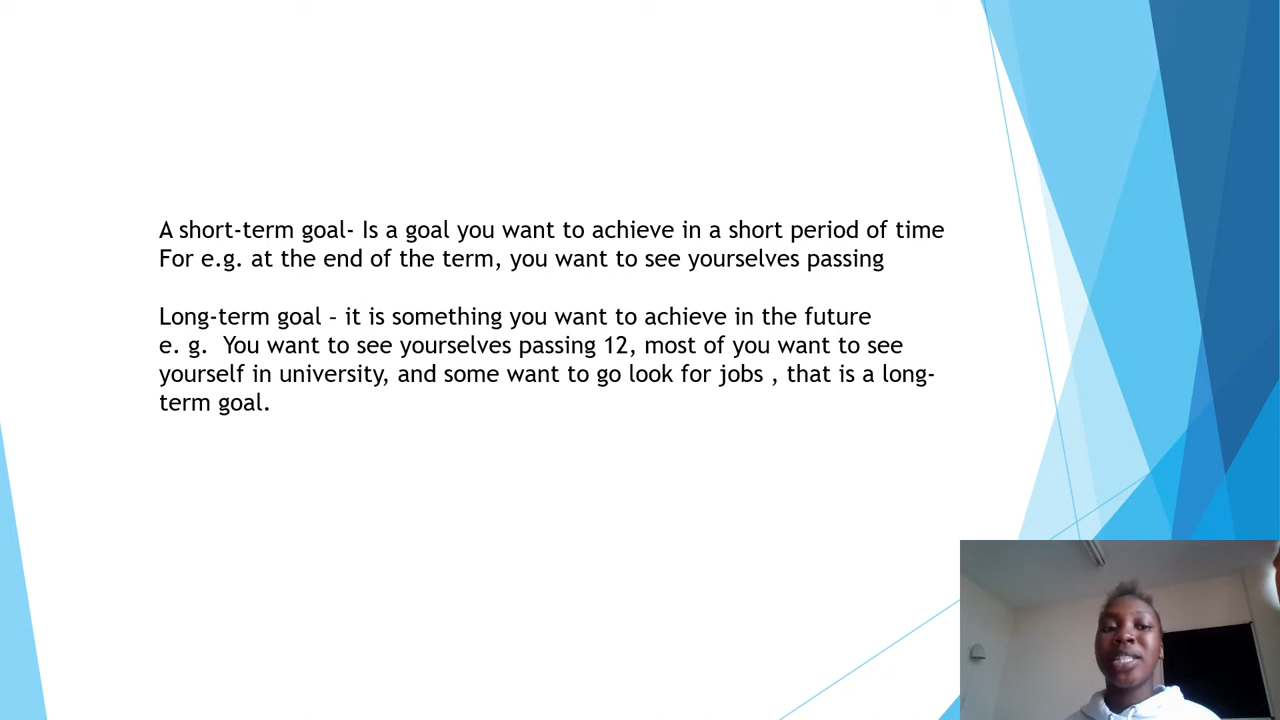 A short-term goal- Is a goal you want to achieve in a short period of time
For e.g. at the end of the term, you want to see yourselves passing
Long-term goal – it is something you want to achieve in the future
e. g.  You want to see yourselves passing 12, most of you want to see
yourself in university, and some want to go look for jobs , that is a long-
term goal.